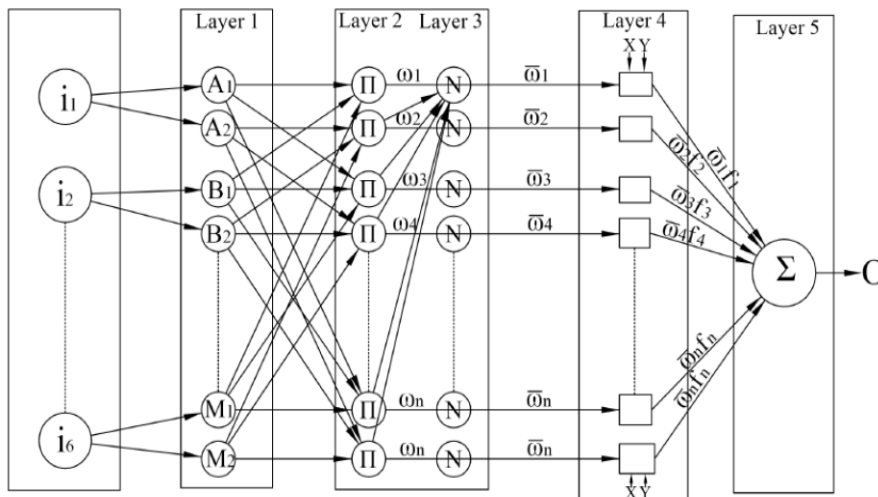 Layer 1
Layer 2 Layer 3
Layer 4
Layer 5
X Y
i1
A1 Π ω1 N ω̅1
A2 Π ω2 N ω̅2
ω̅1f1
ω̅2f2
i2
B1 Π ω3 N ω̅3
ω̅3f3
B2 Π ω4 N ω̅4
ω̅4f4
Σ O
ω̅nfn
ω̅nfn
i6
M1 Π ωn N ω̅n
M2 Π ωn N ω̅n
X Y